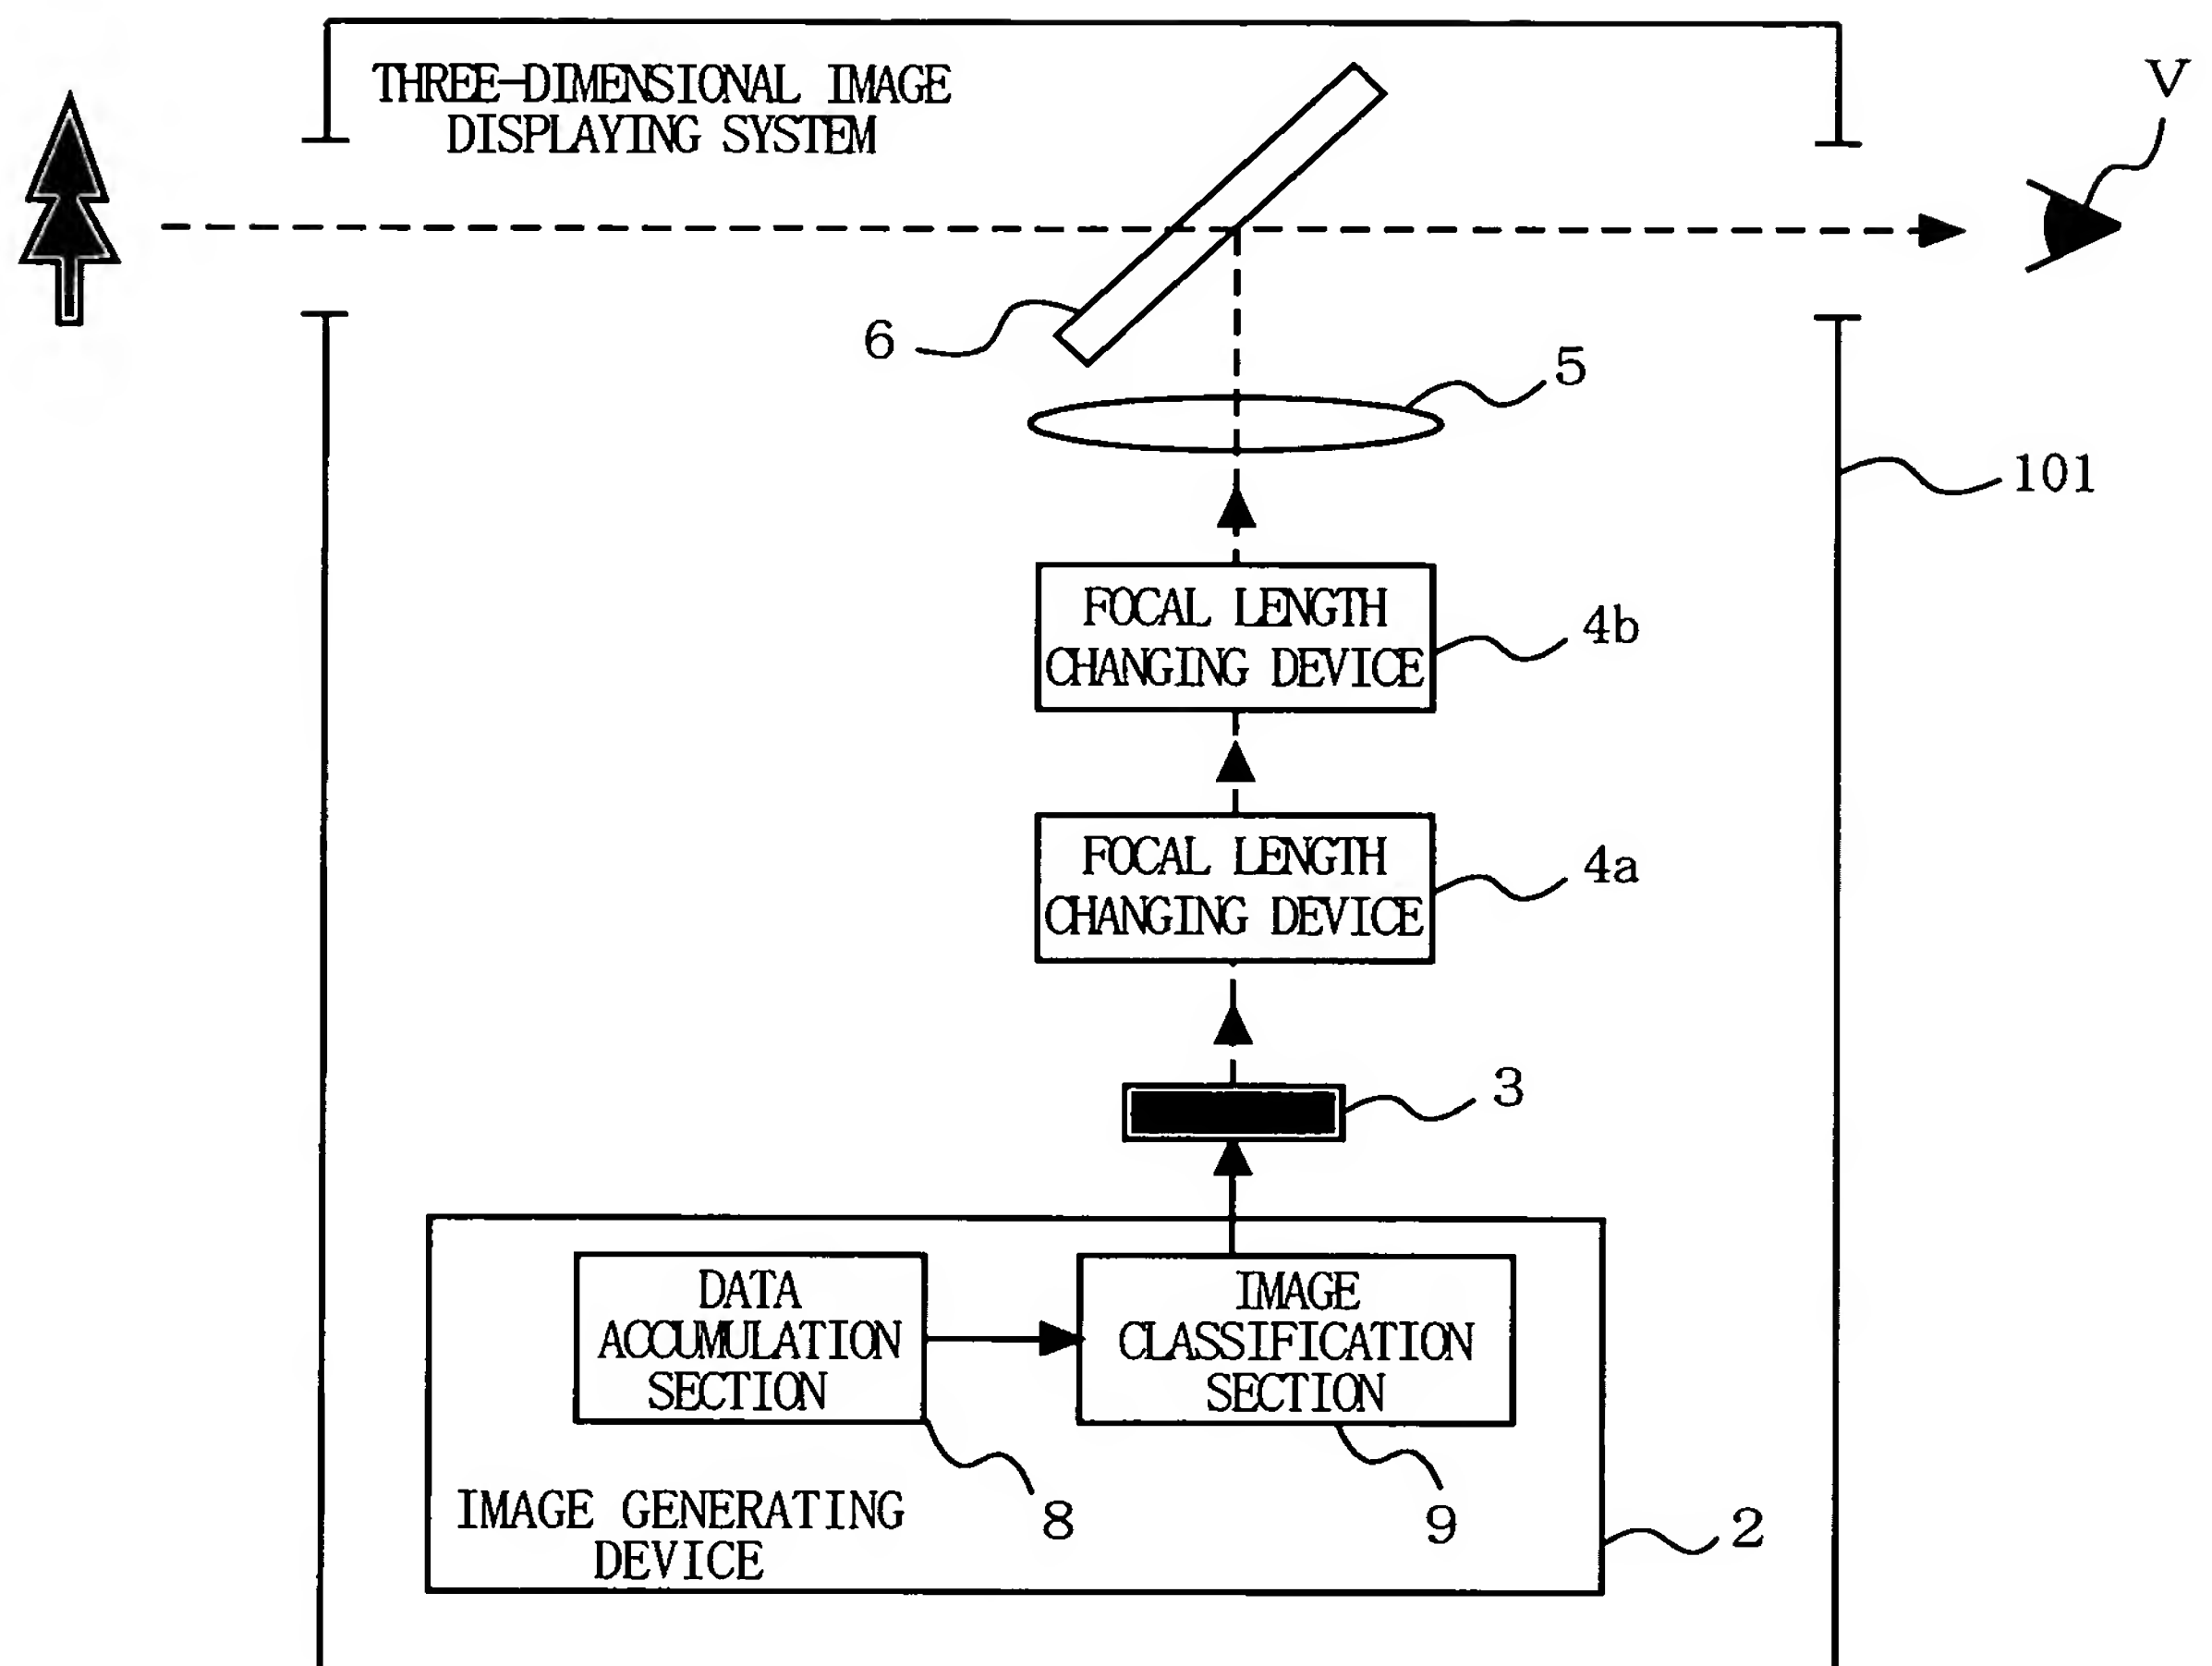 THREE-DIMENSIONAL IMAGE
DISPLAYING SYSTEM
V
6
5
101
FOCAL LENGTH
CHANGING DEVICE
4b
FOCAL LENGTH
CHANGING DEVICE
4a
3
DATA
ACCUMULATION
SECTION
IMAGE
CLASSIFICATION
SECTION
8
9
2
IMAGE GENERATING
DEVICE